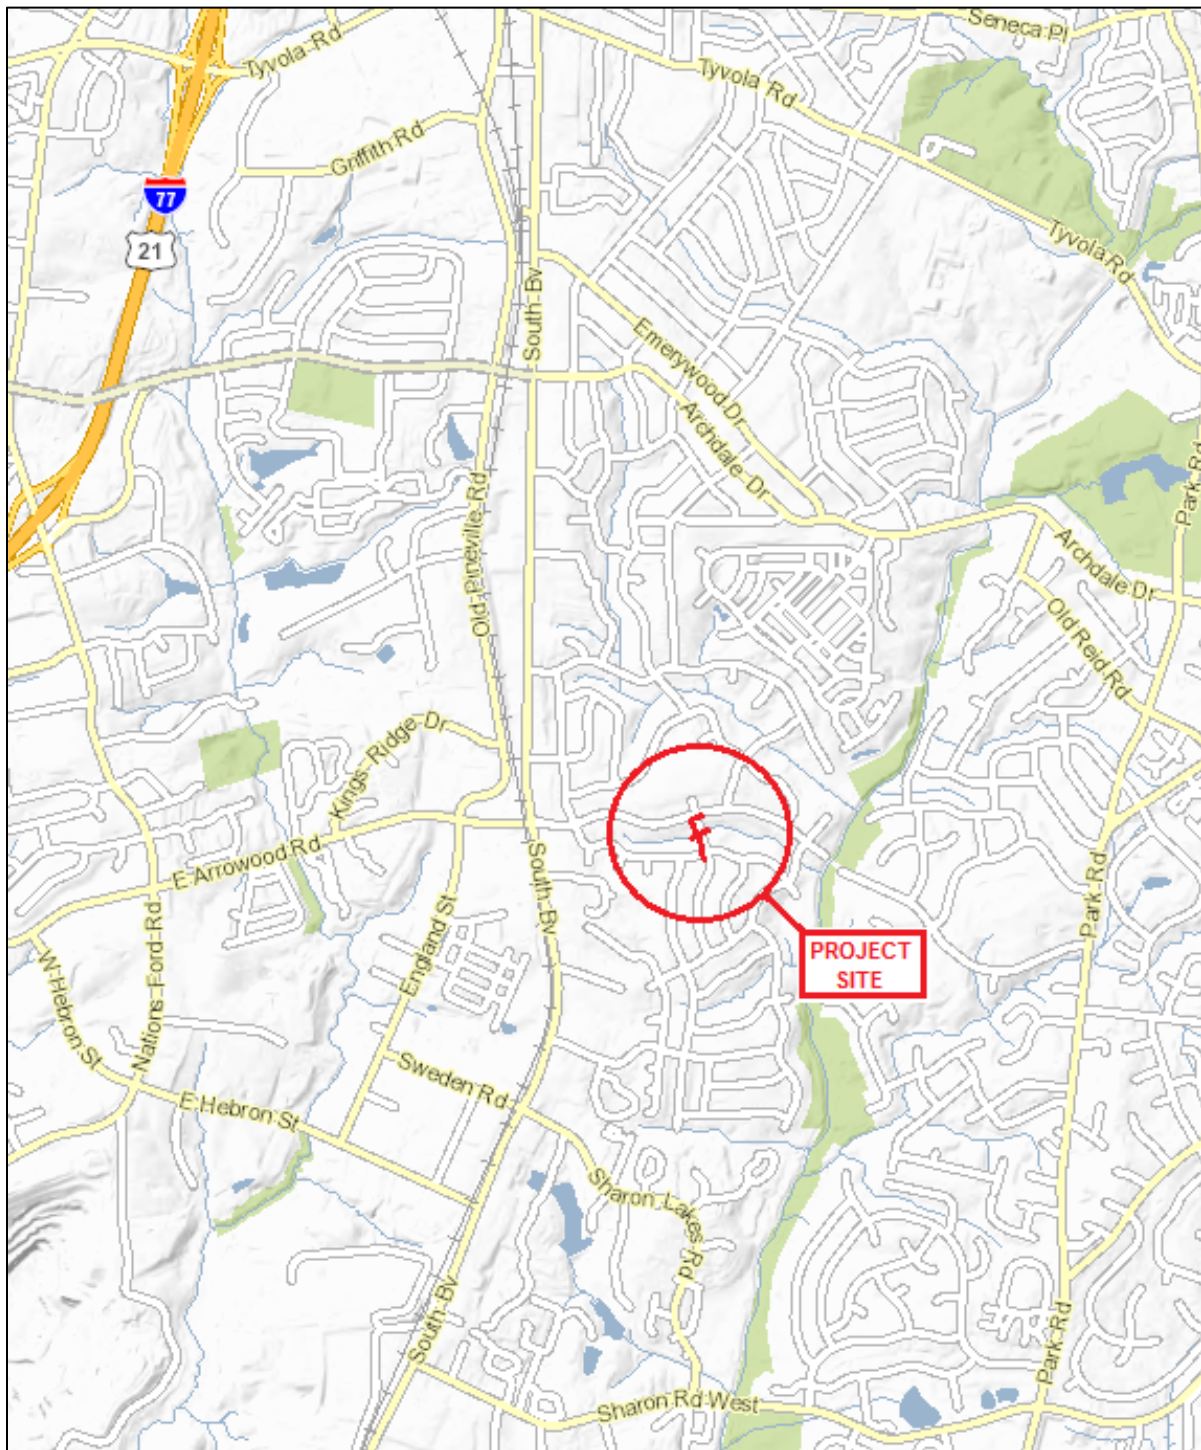 Seneca Pl
Tyvola Rd
Tyvola Rd
Griffith Rd
77
21
Tyvola Rd
South Bv
Emerywood Dr
Archdale Dr
Park Rd
Old Pineville Rd
Archdale Dr
Old Reid Rd
Kings Ridge Dr
E Arrowood Rd
South Bv
Park Rd
England St
Nations Ford Rd
W Hebron St
PROJECT
SITE
Sweden Rd
E Hebron St
Sharon Lakes Rd
South Bv
Park Rd
Sharon Rd West